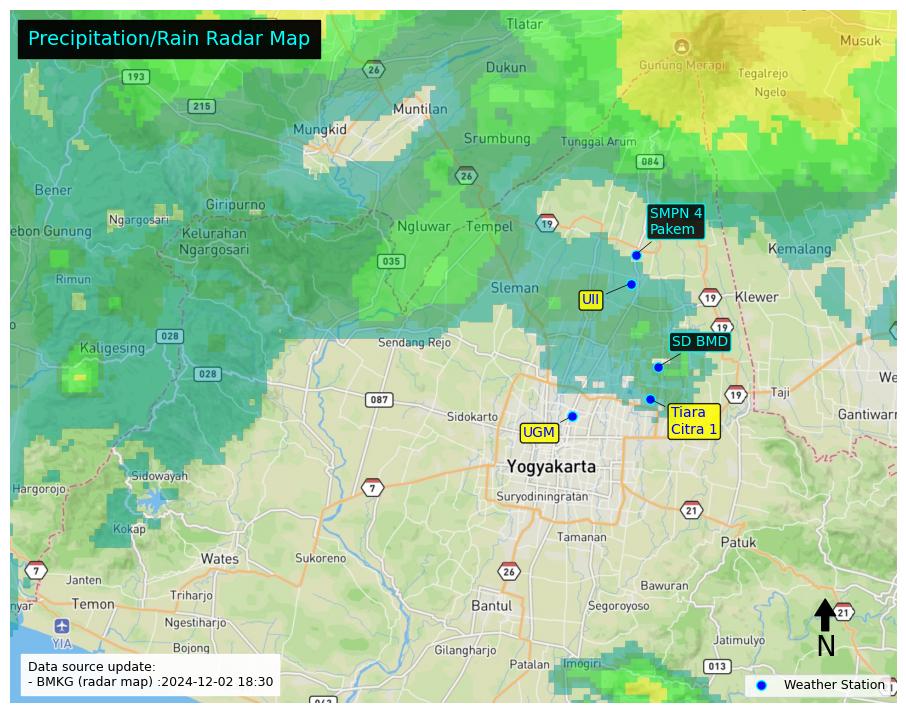 Precipitation/Rain Radar Map
Tlatar
Musuk
26
193
Dukun
Gunung Merapi
Tegalrejo
Ngelo
215
Muntilan
Mungkid
Srumbung
Tunggal Arum
084
26
Bener
Giripurno
Ngargosari
ebon Gunung
Kelurahan
Ngargosari
Ngluwar
Tempel
19
SMPN 4
Pakem
Kemalang
035
Rimun
Sleman
UII
19
Klewer
19
028
Kaligesing
Sendang Rejo
SD BMD
028
We
087
19
Taji
Sidokarto
UGM
Tiara
Citra 1
Gantiwarn
Yogyakarta
Sidowayah
Hargorojo
7
Suryodiningratan
21
Kokap
Tamanan
Patuk
Wates
Sukoreno
7
26
Janten
Bawuran
nyar
Temon
Triharjo
Bantul
Segoroyoso
21
Ngestiharjo
YIA
Jatimulyo
N
Bojong
Gilangharjo
Patalan
Imogiri
013
Data source update:
- BMKG (radar map) :2024-12-02 18:30
Weather Station